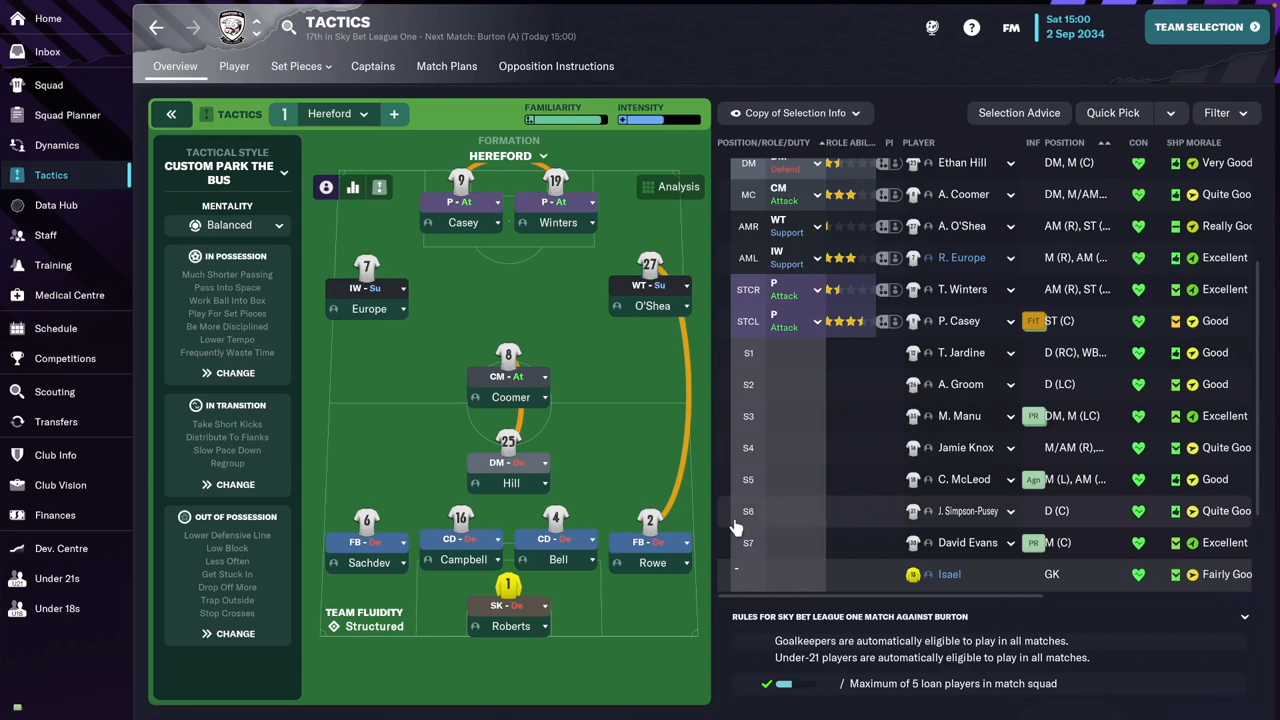 Home
Inbox
Squad
Squad Planner
Dynamics
Tactics
Data Hub
Staff
Training
Medical Centre
Schedule
Competitions
Scouting
Transfers
Club Info
Club Vision
Finances
Dev. Centre
U21
Under 21s
U18
Under 18s
TACTICS
17th in Sky Bet League One - Next Match: Burton (A) (Today 15:00)
FM
Sat 15:00
2 Sep 2034
TEAM SELECTION
Overview
Player
Set Pieces
Captains
Match Plans
Opposition Instructions
TACTICS
1
Hereford
FAMILIARITY
INTENSITY
TACTICAL STYLE
CUSTOM PARK THE
BUS
MENTALITY
Balanced
IN POSSESSION
Much Shorter Passing
Pass Into Space
Work Ball Into Box
Play For Set Pieces
Be More Disciplined
Lower Tempo
Frequently Waste Time
CHANGE
IN TRANSITION
Take Short Kicks
Distribute To Flanks
Slow Pace Down
Regroup
CHANGE
OUT OF POSSESSION
Lower Defensive Line
Low Block
Less Often
Get Stuck In
Drop Off More
Trap Outside
Stop Crosses
CHANGE
FORMATION
HEREFORD
Analysis
9
P - At
Casey
19
P - At
Winters
7
IW - Su
Europe
27
WT - Su
O'Shea
8
CM - At
Coomer
25
DM - De
Hill
6
FB - De
Sachdev
16
CD - De
Campbell
4
CD - De
Bell
2
FB - De
Rowe
1
SK - De
Roberts
TEAM FLUIDITY
Structured
Copy of Selection Info
Selection Advice
Quick Pick
Filter
POSITION/ROLE/DUTY ROLE ABIL... PI PLAYER INF POSITION CON SHP MORALE
DM DM Defend 25 Ethan Hill DM, M (C) Very Good
MC CM Attack 8 A. Coomer DM, M/AM... Quite Good
AMR WT Support 27 A. O'Shea AM (R), ST (... Really Good
AML IW Support 7 R. Europe M (R), AM (... Excellent
STCR P Attack 19 T. Winters AM (R), ST (... Excellent
STCL P Attack 9 P. Casey FIT ST (C) Good
S1 T. Jardine D (RC), WB... Good
S2 A. Groom D (LC) Good
S3 M. Manu PR DM, M (LC) Excellent
S4 Jamie Knox M/AM (R),... Quite Good
S5 C. McLeod Agn M (L), AM (... Good
S6 J. Simpson-Pusey D (C) Quite Good
S7 David Evans PR M (C) Excellent
- Isael GK Fairly Goo
RULES FOR SKY BET LEAGUE ONE MATCH AGAINST BURTON
Goalkeepers are automatically eligible to play in all matches.
Under-21 players are automatically eligible to play in all matches.
/ Maximum of 5 loan players in match squad